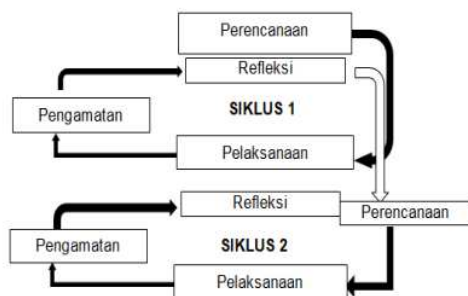 Perencanaan
Refleksi
Pengamatan
SIKLUS 1
Pelaksanaan
Refleksi
Perencanaan
Pengamatan
SIKLUS 2
Pelaksanaan